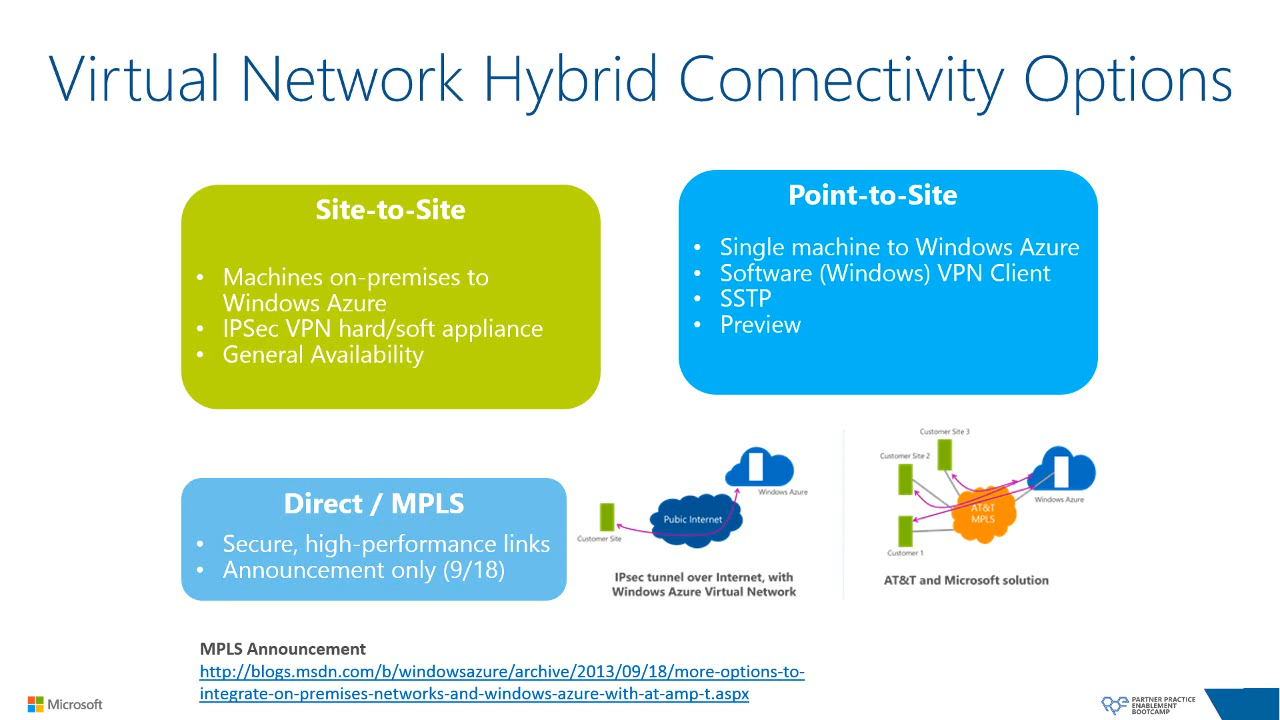 Virtual Network Hybrid Connectivity Options
Site-to-Site
• Machines on-premises to
Windows Azure
• IPSec VPN hard/soft appliance
• General Availability
Point-to-Site
• Single machine to Windows Azure
• Software (Windows) VPN Client
• SSTP
• Preview
Direct / MPLS
• Secure, high-performance links
• Announcement only (9/18)
Windows Azure
Pubic Internet
Customer Site
IPsec tunnel over Internet, with
Windows Azure Virtual Network
Customer Site 3
Customer Site 2
Windows Azure
AT&T
MPLS
Customer 1
AT&T and Microsoft solution
MPLS Announcement
http://blogs.msdn.com/b/windowsazure/archive/2013/09/18/more-options-to-
integrate-on-premises-networks-and-windows-azure-with-at-amp-t.aspx
Microsoft
PARTNER PRACTICE
ENABLEMENT
BOOTCAMP